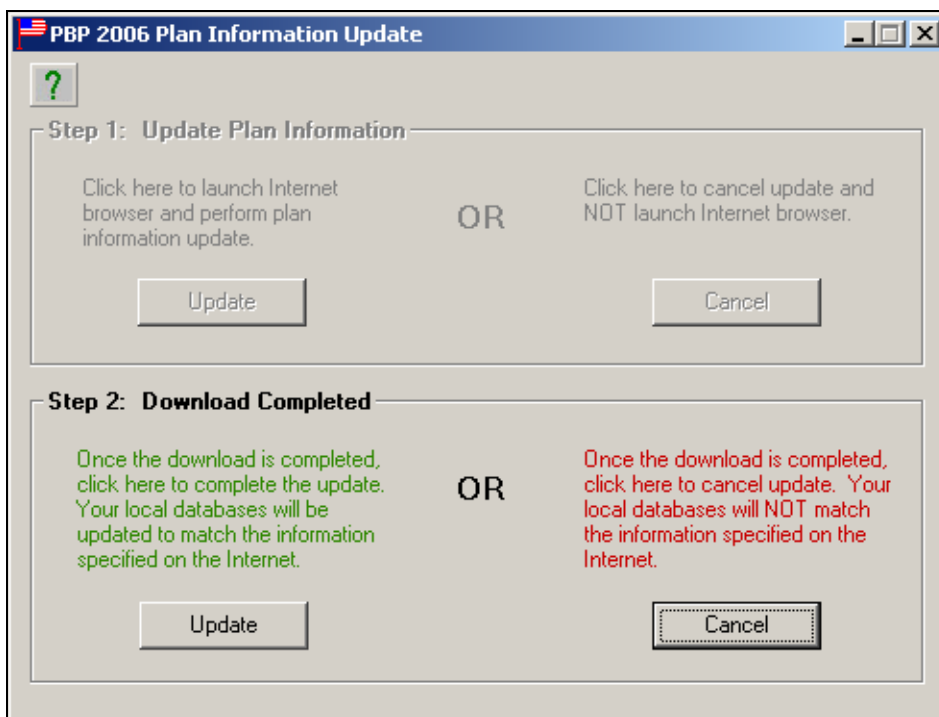 PBP 2006 Plan Information Update
?
Step 1: Update Plan Information
Click here to launch Internet
browser and perform plan
information update.
OR
Click here to cancel update and
NOT launch Internet browser.
Update
Cancel
Step 2: Download Completed
Once the download is completed,
click here to complete the update.
Your local databases will be
updated to match the information
specified on the Internet.
OR
Once the download is completed,
click here to cancel update. Your
local databases will NOT match
the information specified on the
Internet.
Update
Cancel